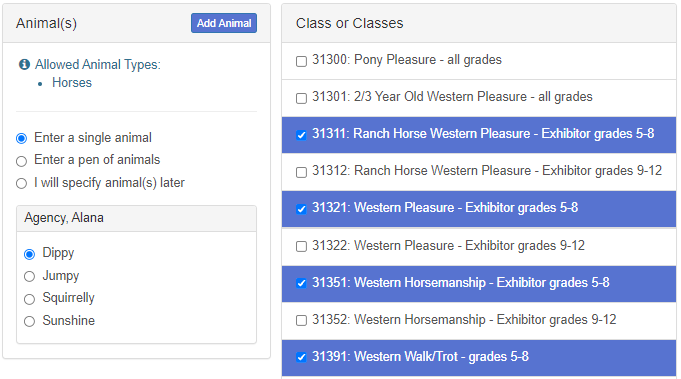 Animal(s)
Add Animal
Allowed Animal Types:
Horses
Enter a single animal
Enter a pen of animals
I will specify animal(s) later
Agency, Alana
Dippy
Jumpy
Squirrelly
Sunshine
Class or Classes
31300: Pony Pleasure - all grades
31301: 2/3 Year Old Western Pleasure - all grades
31311: Ranch Horse Western Pleasure - Exhibitor grades 5-8
31312: Ranch Horse Western Pleasure - Exhibitor grades 9-12
31321: Western Pleasure - Exhibitor grades 5-8
31322: Western Pleasure - Exhibitor grades 9-12
31351: Western Horsemanship - Exhibitor grades 5-8
31352: Western Horsemanship - Exhibitor grades 9-12
31391: Western Walk/Trot - grades 5-8